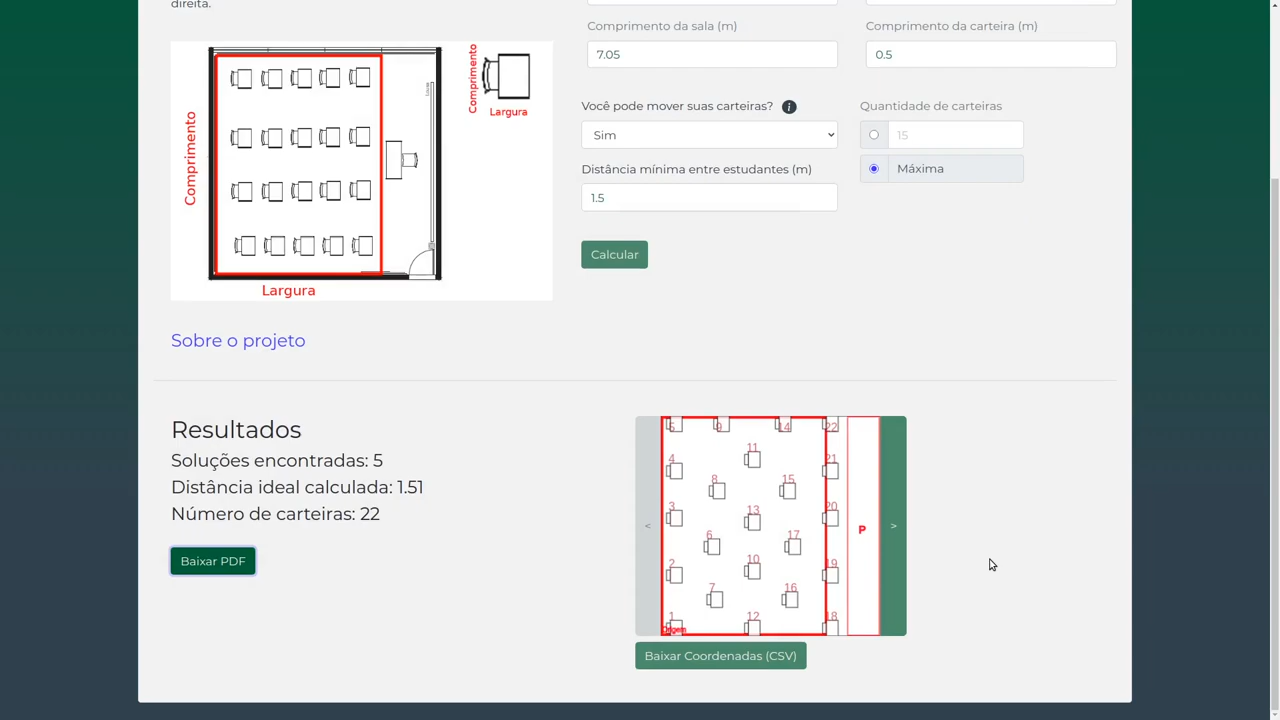 direita.
Comprimento
Largura
Comprimento
Largura
Comprimento da sala (m)
7.05
Comprimento da carteira (m)
0.5
Você pode mover suas carteiras? i
Sim
Quantidade de carteiras
15
Máxima
Distância mínima entre estudantes (m)
1.5
Calcular
Sobre o projeto
Resultados
Soluções encontradas: 5
Distância ideal calculada: 1.51
Número de carteiras: 22
Baixar PDF
5 9 14 22
11
4 21
8 15
3 13 20
6 17
2 10 19
7 16
1 12 18
Origem
P
<
>
Baixar Coordenadas (CSV)